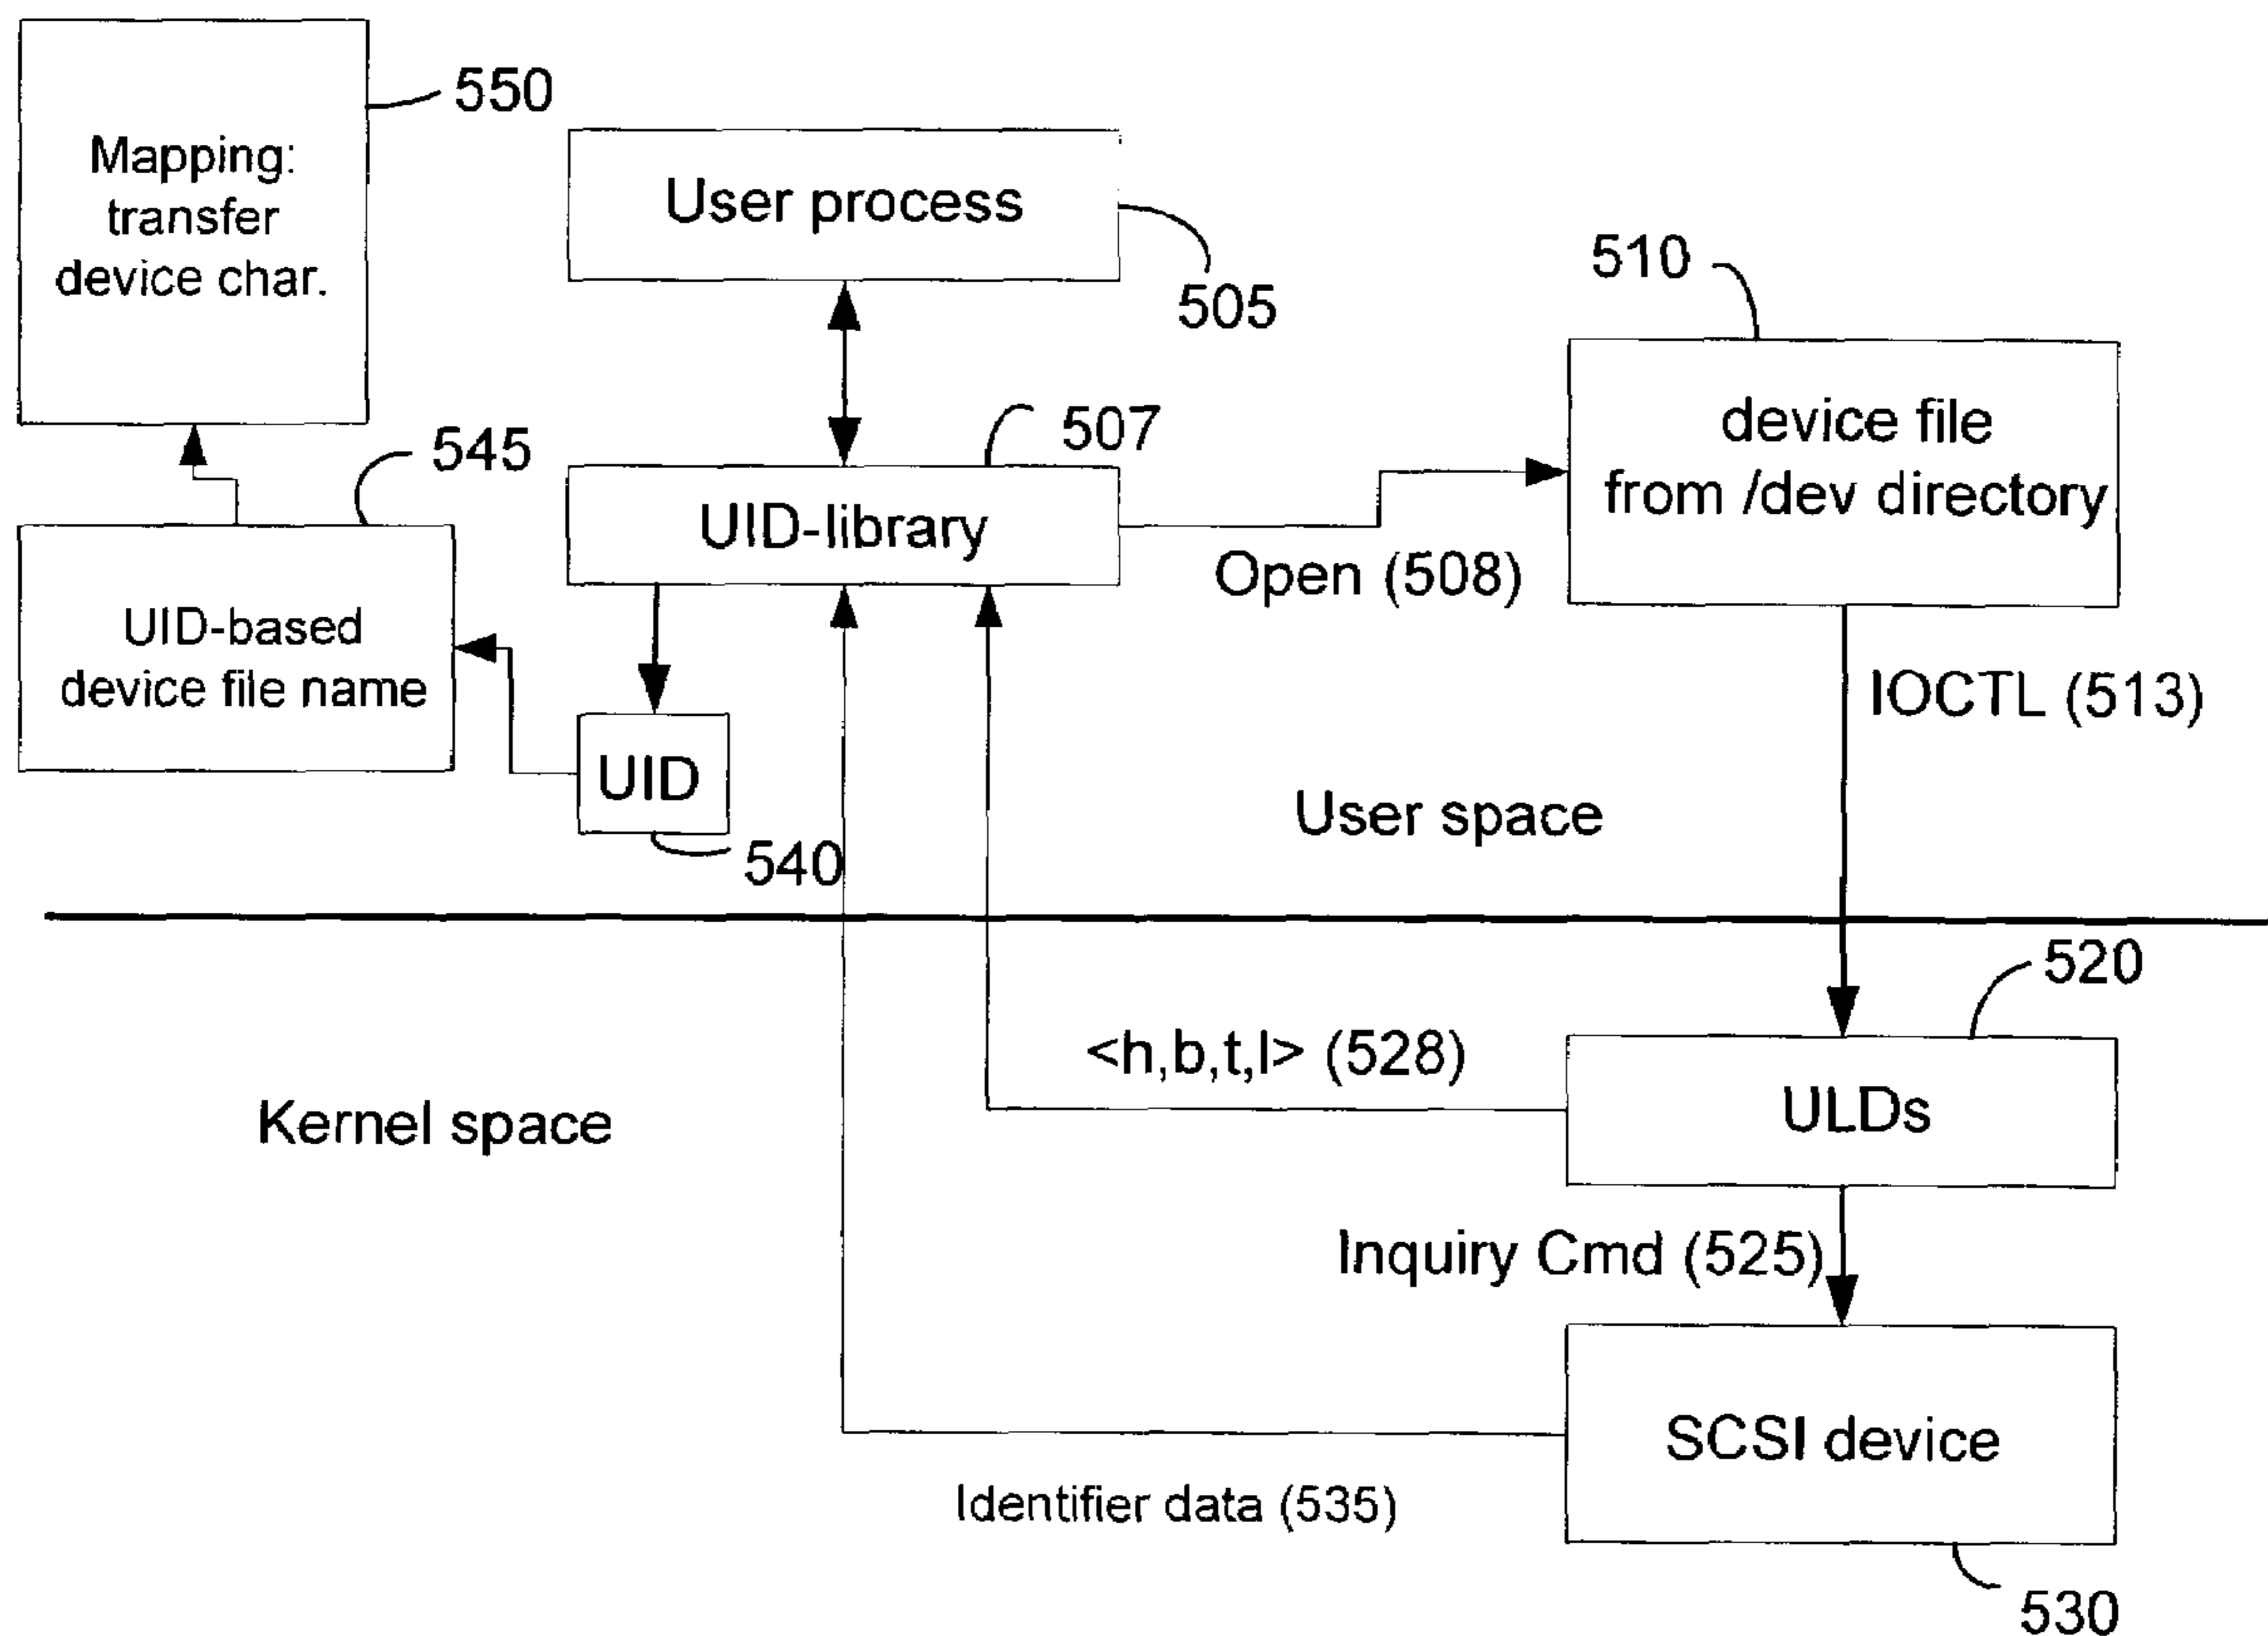 550
Mapping:
transfer
device char.
User process
505
510
device file
from /dev directory
507
545
UID-library
Open (508)
UID-based
device file name
IOCTL (513)
UID
540
User space
520
<h,b,t,l> (528)
ULDs
Kernel space
Inquiry Cmd (525)
SCSI device
Identifier data (535)
530